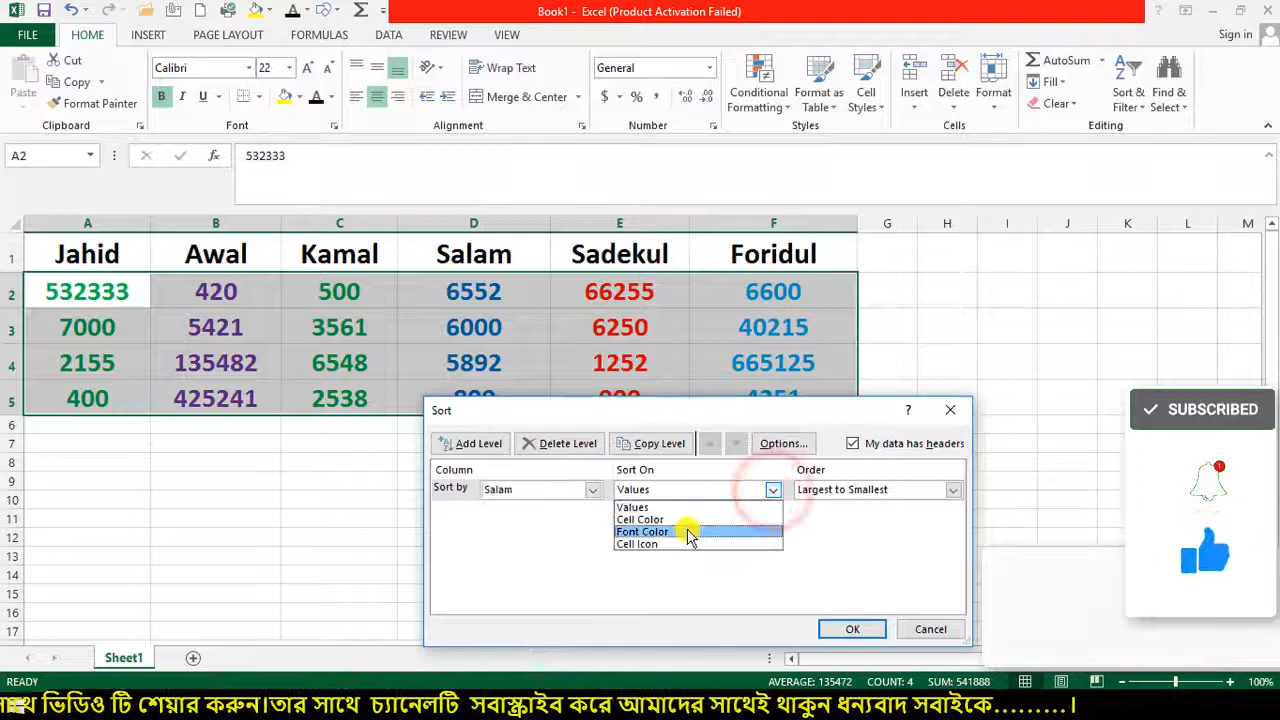 Book1 - Excel (Product Activation Failed)
FILE HOME INSERT PAGE LAYOUT FORMULAS DATA REVIEW VIEW Sign in
Cut
Copy
Format Painter
Paste
Clipboard
Calibri 22
B I U
Font
Wrap Text
Merge & Center
Alignment
General
$ % ,
Number
Conditional Formatting
Format as Table
Cell Styles
Styles
Insert Delete Format
Cells
AutoSum
Fill
Clear
Sort & Filter
Find & Select
Editing
A2 fx 532333
A B C D E F G H I J K L M
1 Jahid Awal Kamal Salam Sadekul Foridul
2 532333 420 500 6552 66255 6600
3 7000 5421 3561 6000 6250 40215
4 2155 135482 6548 5892 1252 665125
5 400 425241 2538
6
7
8
9
10
11
12
13
14
15
16
17
Sort ?
Add Level Delete Level Copy Level Options... My data has headers
Column Sort On Order
Sort by Salam Values Largest to Smallest
Values
Cell Color
Font Color
Cell Icon
OK Cancel
SUBSCRIBED
1
Sheet1
READY AVERAGE: 135472 COUNT: 4 SUM: 541888 100%
ভিডিও টি শেয়ার করুন।তার সাথে চ্যানেলটি সবাস্ক্রাইব করে আমাদের সাথেই থাকুন ধন্যবাদ সবাইকে.........।